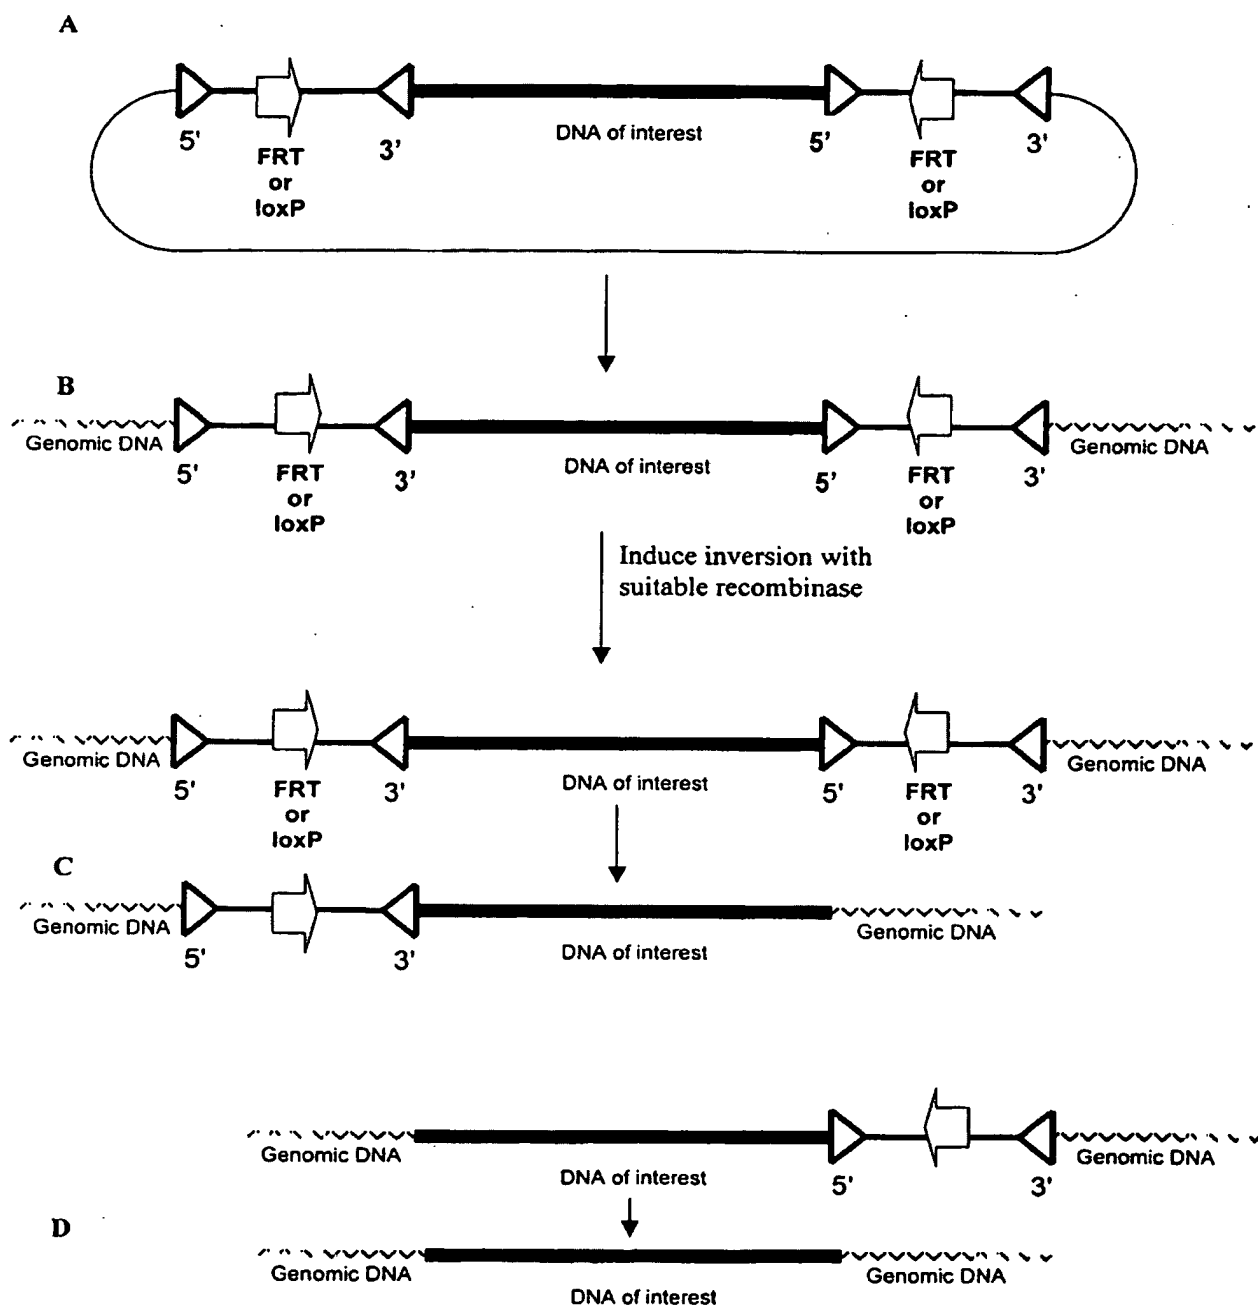 A
5' 3' DNA of interest 5' 3'
FRT FRT
or or
loxP loxP
B
Genomic DNA 5' 3' DNA of interest 5' 3' Genomic DNA
FRT FRT
or or
loxP loxP
Induce inversion with
suitable recombinase
Genomic DNA 5' 3' DNA of interest 5' 3' Genomic DNA
FRT FRT
or or
loxP loxP
C
Genomic DNA 5' 3' DNA of interest Genomic DNA
Genomic DNA DNA of interest 5' 3' Genomic DNA
D
Genomic DNA DNA of interest Genomic DNA